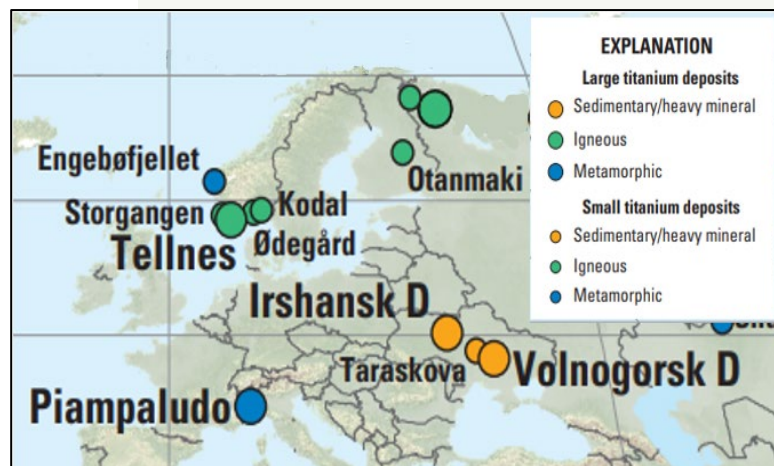 EXPLANATION
Large titanium deposits
Sedimentary/heavy mineral
Igneous
Metamorphic
Small titanium deposits
Sedimentary/heavy mineral
Igneous
Metamorphic
Engebøfjellet
Otanmaki
Storgangen
Kodal
Ødegård
Tellnes
Irshansk D
Taraskova
Volnogorsk D
Piampaludo